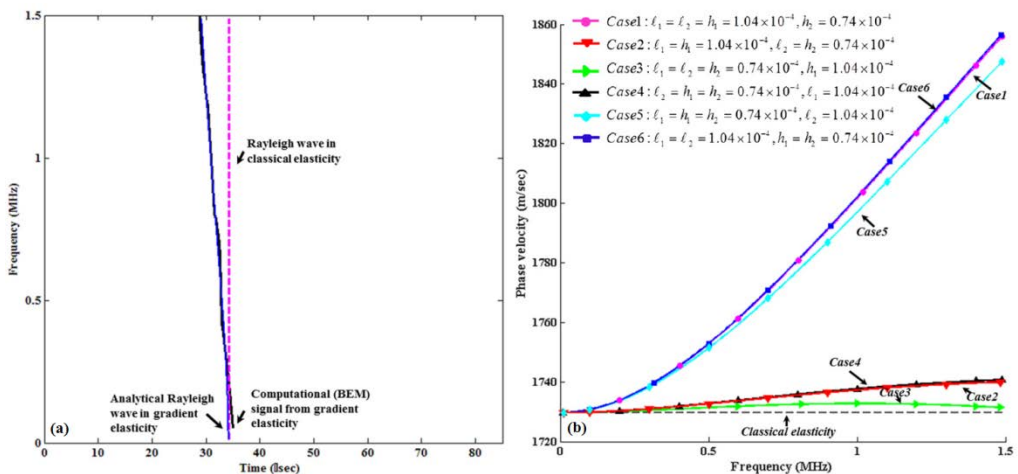 1.5
1
0.5
0
Frequency (MHz)
Rayleigh wave in
classical elasticity
Analytical Rayleigh
wave in gradient
elasticity
Computational (BEM)
signal from gradient
elasticity
(a)
0 10 20 30 40 50 60 70 80
Time (lsec)
1860
1840
1820
1800
1780
1760
1740
1720
Phase velocity (m/sec)
Case1: ℓ₁ = ℓ₂ = h₁ = 1.04×10⁻⁴, h₂ = 0.74×10⁻⁴
Case2: ℓ₁ = h₁ = 1.04×10⁻⁴, ℓ₂ = h₂ = 0.74×10⁻⁴
Case3: ℓ₁ = ℓ₂ = h₂ = 0.74×10⁻⁴, h₁ = 1.04×10⁻⁴
Case4: ℓ₂ = h₁ = h₂ = 0.74×10⁻⁴, ℓ₁ = 1.04×10⁻⁴
Case5: ℓ₁ = h₁ = h₂ = 0.74×10⁻⁴, ℓ₂ = 1.04×10⁻⁴
Case6: ℓ₁ = ℓ₂ = 1.04×10⁻⁴, h₁ = h₂ = 0.74×10⁻⁴
Case6
Case1
Case5
Case4
Case3
Case2
Classical elasticity
(b)
0 0.5 1 1.5
Frequency (MHz)